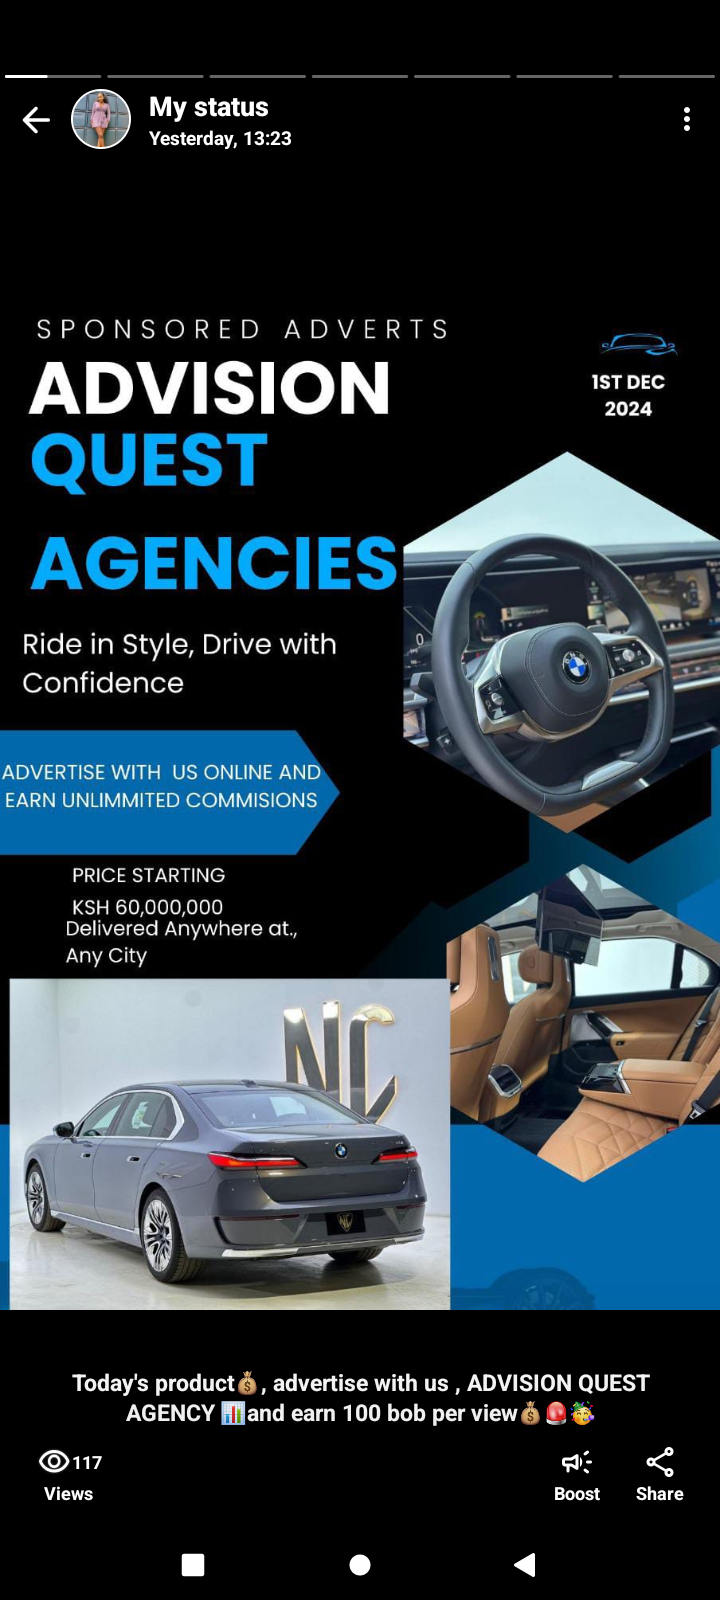 My status
Yesterday, 13:23
SPONSORED ADVERTS
ADVISION
QUEST
AGENCIES
1ST DEC
2024
Ride in Style, Drive with
Confidence
ADVERTISE WITH US ONLINE AND
EARN UNLIMMITED COMMISIONS
PRICE STARTING
KSH 60,000,000
Delivered Anywhere at.,
Any City
NC
Today's product💰, advertise with us , ADVISION QUEST
AGENCY 📊and earn 100 bob per view💰🚨🥳
117
Views
Boost
Share